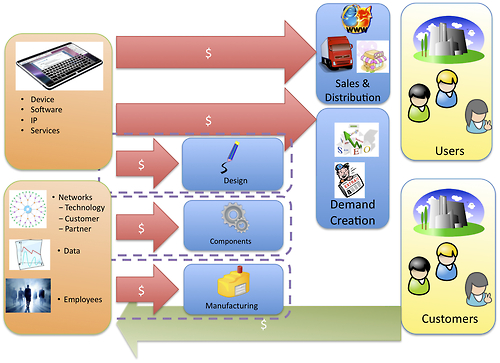 • Device
• Software
• IP
• Services
• Networks
– Technology
– Customer
– Partner
• Data
• Employees
$
$
$
$
$
$
Design
Components
Manufacturing
WWW
Sales &
Distribution
SEO
Demand
Creation
Users
Customers